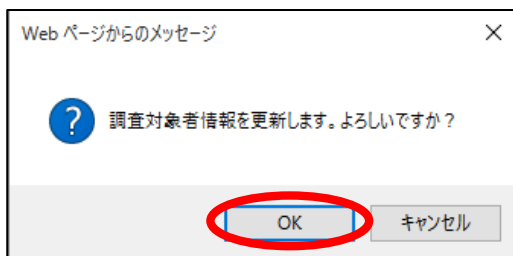 Web ページからのメッセージ
調査対象者情報を更新します。よろしいですか？
OK
キャンセル